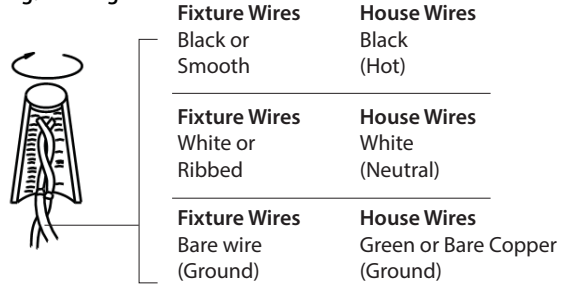 Fixture Wires House Wires
Black or Black
Smooth (Hot)
Fixture Wires House Wires
White or White
Ribbed (Neutral)
Fixture Wires House Wires
Bare wire Green or Bare Copper
(Ground) (Ground)